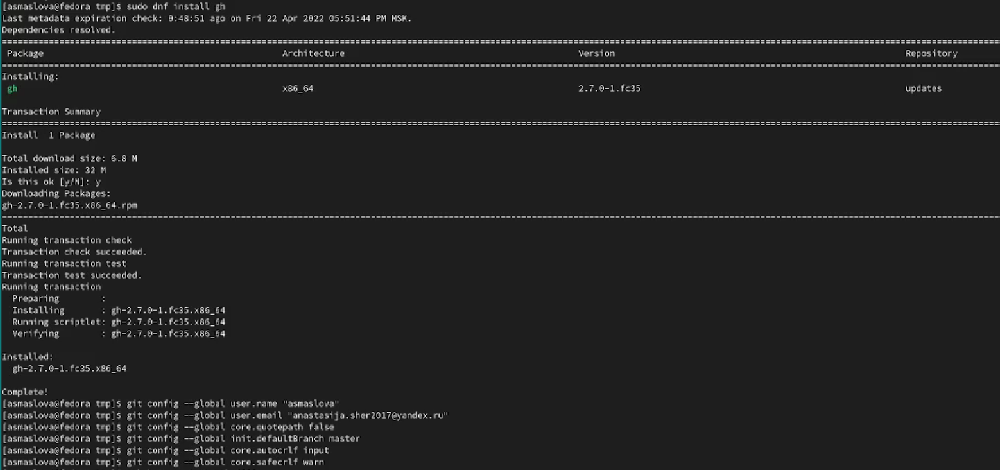 [asmaslova@fedora tmp]$ sudo dnf install gh
Last metadata expiration check: 0:48:51 ago on Fri 22 Apr 2022 05:51:44 PM MSK.
Dependencies resolved.
Package Architecture Version Repository
Installing:
gh x86_64 2.7.0-1.fc35 updates
Transaction Summary
Install 1 Package
Total download size: 6.8 M
Installed size: 32 M
Is this ok [y/N]: y
Downloading Packages:
gh-2.7.0-1.fc35.x86_64.rpm
Total
Running transaction check
Transaction check succeeded.
Running transaction test
Transaction test succeeded.
Running transaction
Preparing :
Installing : gh-2.7.0-1.fc35.x86_64
Running scriptlet: gh-2.7.0-1.fc35.x86_64
Verifying : gh-2.7.0-1.fc35.x86_64
Installed:
gh-2.7.0-1.fc35.x86_64
Complete!
[asmaslova@fedora tmp]$ git config --global user.name "asmaslova"
[asmaslova@fedora tmp]$ git config --global user.email "anastasija.sher2017@yandex.ru"
[asmaslova@fedora tmp]$ git config --global core.quotepath false
[asmaslova@fedora tmp]$ git config --global init.defaultBranch master
[asmaslova@fedora tmp]$ git config --global core.autocrlf input
[asmaslova@fedora tmp]$ git config --global core.safecrlf warn